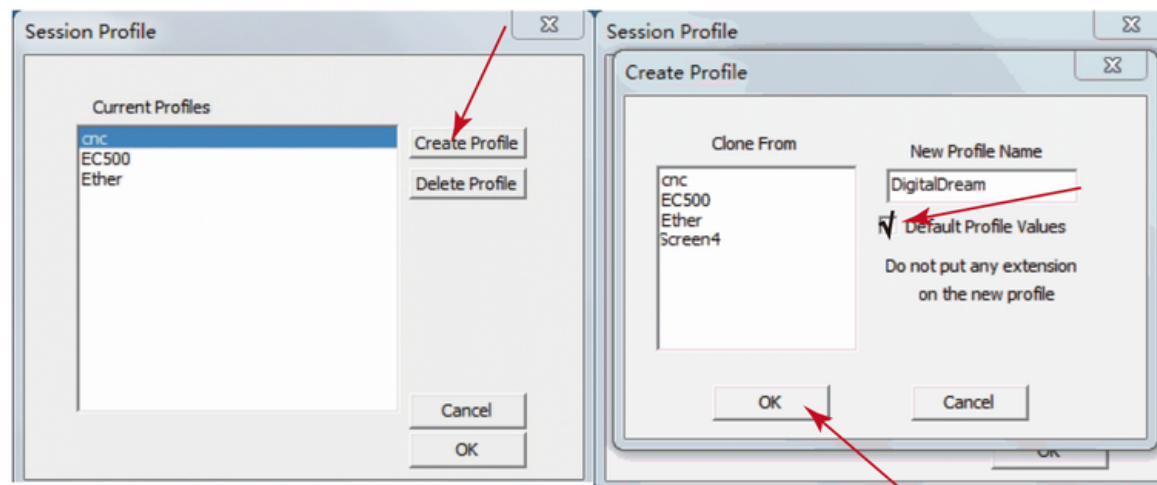 Session Profile
Current Profiles
cnc
EC500
Ether
Create Profile
Delete Profile
Cancel
OK
Session Profile
Create Profile
Clone From
cnc
EC500
Ether
Screen4
New Profile Name
DigitalDream
Default Profile Values
Do not put any extension
on the new profile
OK
Cancel
OK